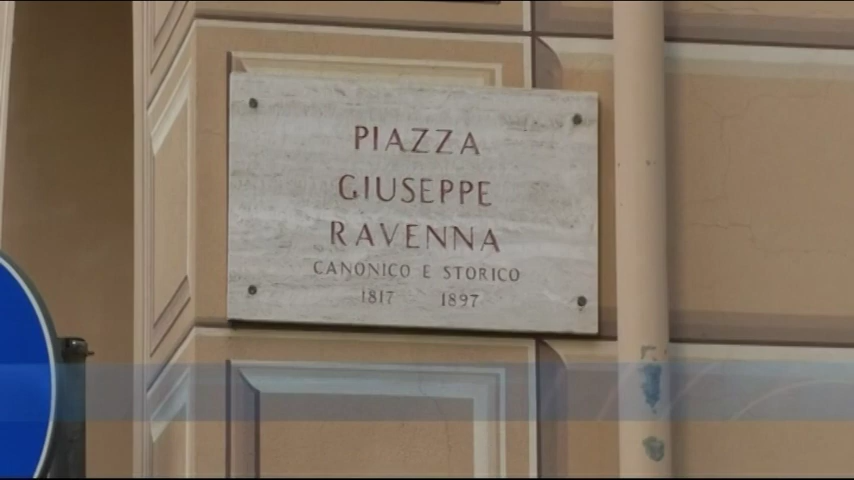 PIAZZA
GIUSEPPE
RAVENNA
CANONICO E STORICO
1817 1897